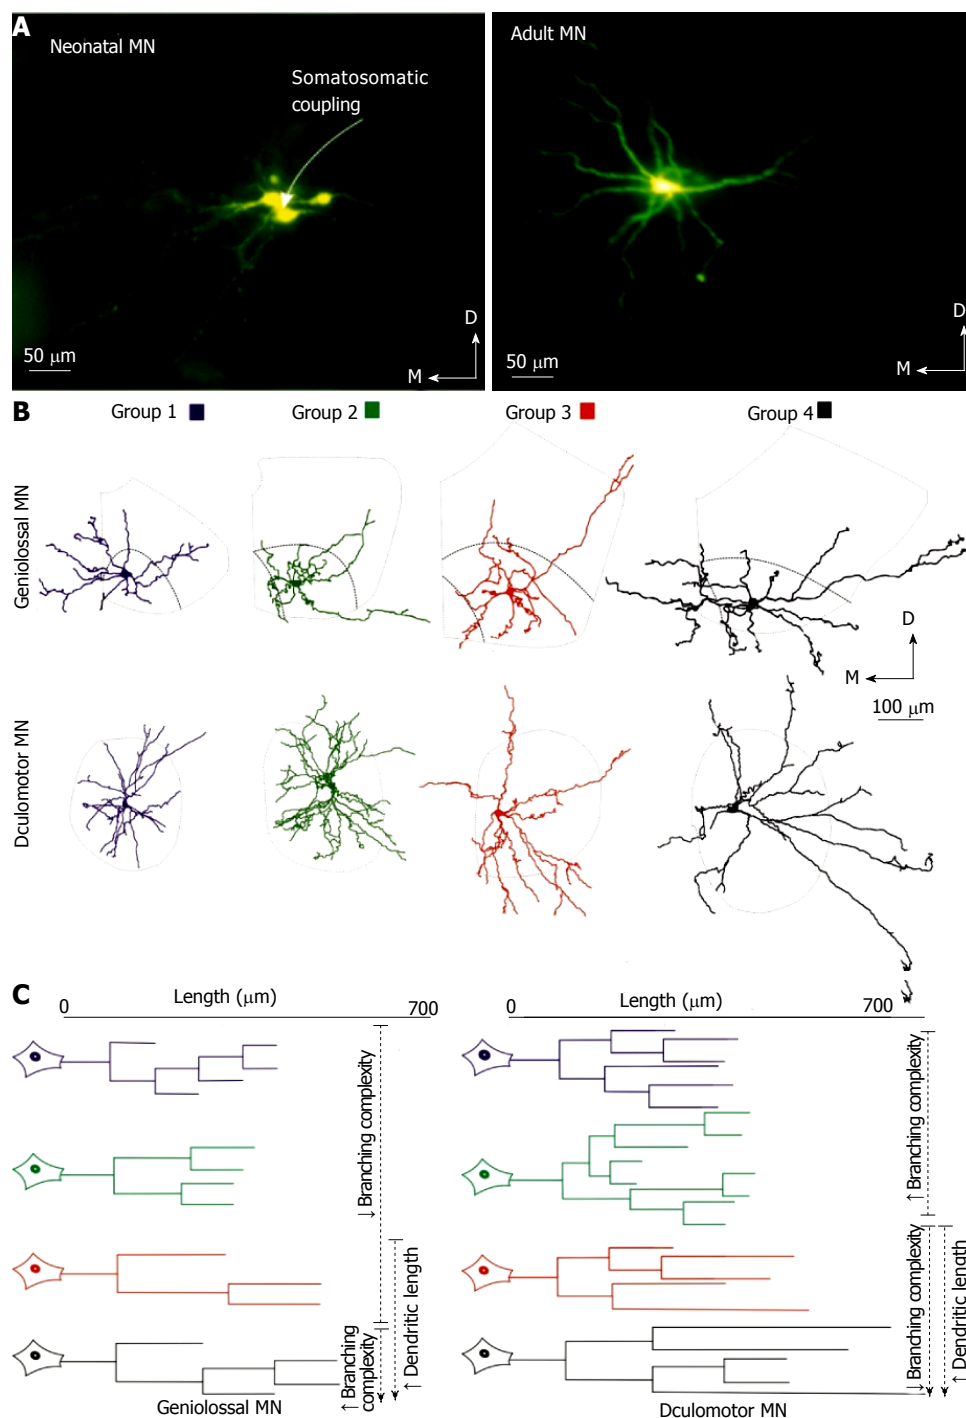 A
Neonatal MN
Somatosomatic
coupling
D
M
50 μm
Adult MN
D
M
50 μm
B
Group 1
Group 2
Group 3
Group 4
Geniolossal MN
D
M
100 μm
Dculomotor MN
C
0
Length (μm)
700
0
Length (μm)
700
↓ Branching complexity
↑ Dendritic length
↑ Branching
complexity
Geniolossal MN
↑ Branching complexity
↓ Branching complexity
↑ Dendritic length
Dculomotor MN